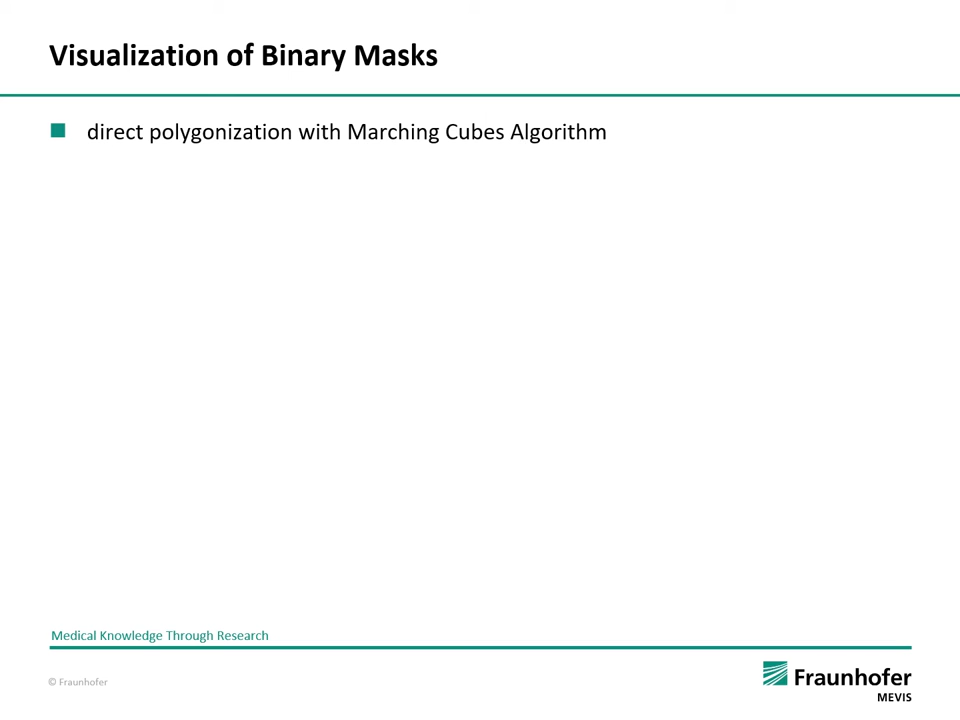 Visualization of Binary Masks
direct polygonization with Marching Cubes Algorithm
Medical Knowledge Through Research
© Fraunhofer
Fraunhofer
MEVIS